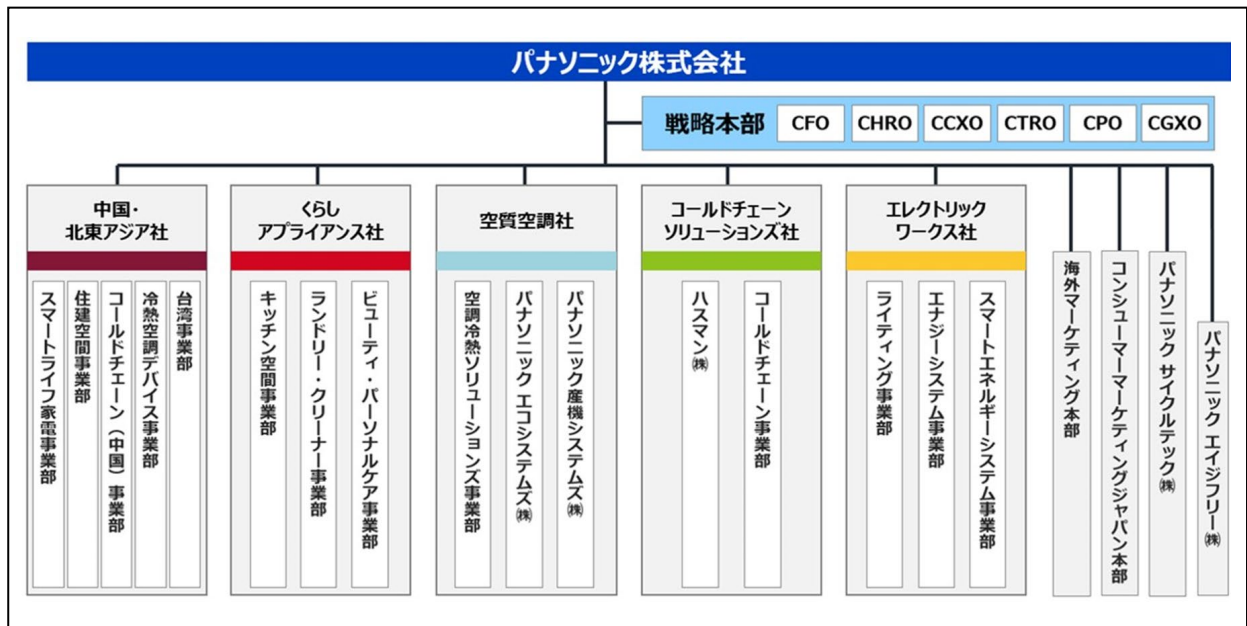 パナソニック株式会社
戦略本部
CFO
CHRO
CCXO
CTRO
CPO
CGXO
中国・
北東アジア社
スマートライフ家電事業部
住建空間事業部
コールドチェーン（中国）事業部
冷熱空調デバイス事業部
台湾事業部
くらし
アプライアンス社
キッチン空間事業部
ランドリー・クリーナー事業部
ビューティ・パーソナルケア事業部
空質空調社
空調冷熱ソリューションズ事業部
パナソニック エコシステムズ㈱
パナソニック産機システムズ㈱
コールドチェーン
ソリューションズ社
ハスマン㈱
コールドチェーン事業部
エレクトリック
ワークス社
ライティング事業部
エナジーシステム事業部
スマートエネルギーシステム事業部
海外マーケティング本部
コンシューマーマーケティングジャパン本部
パナソニック サイクルテック㈱
パナソニック エイジフリー㈱